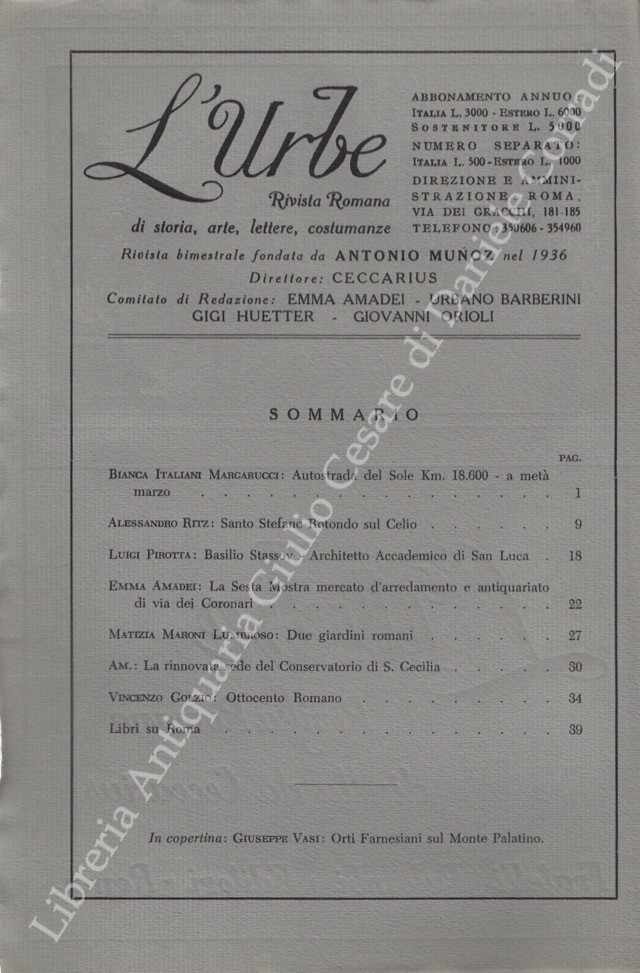 L'Urbe
Rivista Romana
di storia, arte, lettere, costumanze
ABBONAMENTO ANNUO:
ITALIA L. 3000 - ESTERO L. 6000
SOSTENITORE L. 5000
NUMERO SEPARATO:
ITALIA L. 500 - ESTERO L. 1000
DIREZIONE E AMMINI-
STRAZIONE ROMA,
VIA DEI GRACCHI, 181-185
TELEFONO: 350606 - 354960
Rivista bimestrale fondata da ANTONIO MUÑOZ nel 1936
Direttore: CECCARIUS
Comitato di Redazione: EMMA AMADEI - URBANO BARBERINI
GIGI HUETTER - GIOVANNI ORIOLI
SOMMARIO
PAG.
BIANCA ITALIANI MARGARUCCI: Autostrada del Sole Km. 18.600 - a metà
marzo . . . . . . . . . . . . . . . 1
ALESSANDRO RITZ: Santo Stefano Rotondo sul Celio . . . . . . 9
LUIGI PIROTTA: Basilio Stassov - Architetto Accademico di San Luca . 18
EMMA AMADEI: La Sesta Mostra mercato d'arredamento e antiquariato
di via dei Coronari . . . . . . . . . . . . 22
MATIZIA MARONI LUMBROSO: Due giardini romani . . . . . . 27
AM.: La rinnovata sede del Conservatorio di S. Cecilia . . . . . 30
VINCENZO GOLZIO: Ottocento Romano . . . . . . . . . 34
Libri su Roma . . . . . . . . . . . . . . 39
In copertina: GIUSEPPE VASI: Orti Farnesiani sul Monte Palatino.
Libreria Antiquaria Giulio Cesare di Daniele Corradi